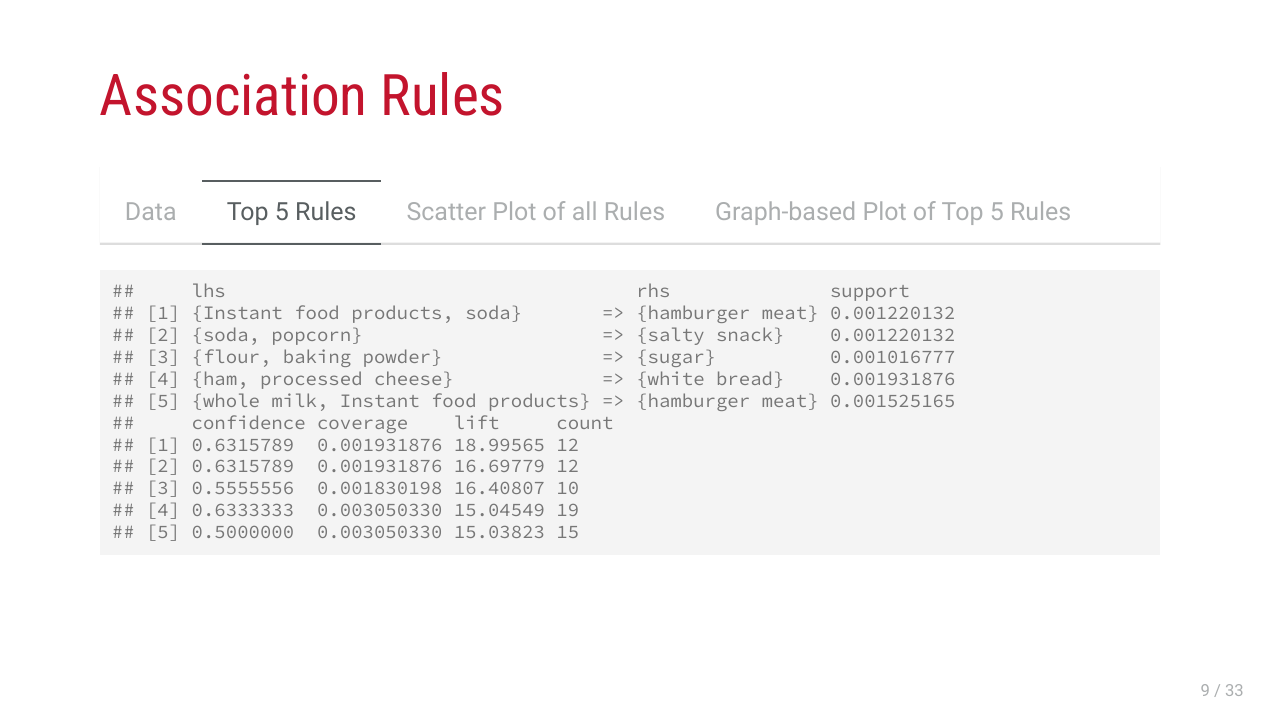 Association Rules
Data Top 5 Rules Scatter Plot of all Rules Graph-based Plot of Top 5 Rules
##     lhs                                      rhs              support
## [1] {Instant food products, soda}       => {hamburger meat} 0.001220132
## [2] {soda, popcorn}                     => {salty snack}    0.001220132
## [3] {flour, baking powder}              => {sugar}          0.001016777
## [4] {ham, processed cheese}             => {white bread}    0.001931876
## [5] {whole milk, Instant food products} => {hamburger meat} 0.001525165
##     confidence coverage    lift     count
## [1] 0.6315789  0.001931876 18.99565 12
## [2] 0.6315789  0.001931876 16.69779 12
## [3] 0.5555556  0.001830198 16.40807 10
## [4] 0.6333333  0.003050330 15.04549 19
## [5] 0.5000000  0.003050330 15.03823 15
9 / 33